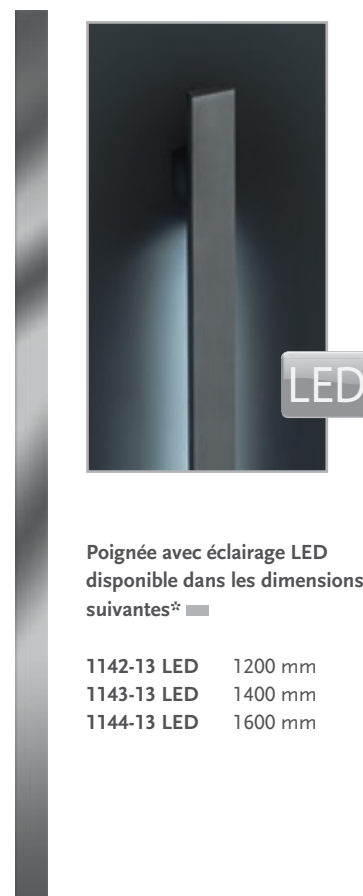 LED
Poignée avec éclairage LED
disponible dans les dimensions
suivantes*
1142-13 LED 1200 mm
1143-13 LED 1400 mm
1144-13 LED 1600 mm